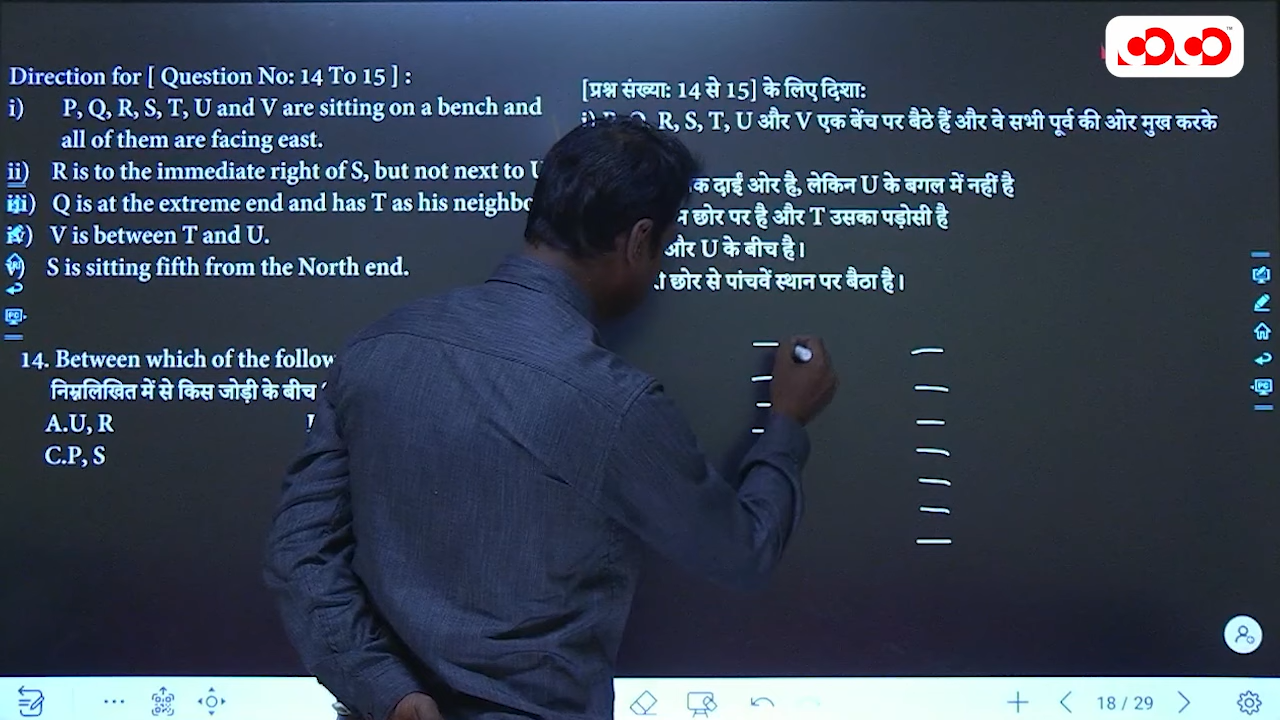 Direction for [ Question No: 14 To 15 ] :
i) P, Q, R, S, T, U and V are sitting on a bench and
all of them are facing east.
ii) R is to the immediate right of S, but not next to U
iii) Q is at the extreme end and has T as his
V is between T and U.
S is sitting fifth from the North end.
14. Between which of the
निम्नलिखित में से किस जोड़ी के बीच
A.U, R
C.P, S
[प्रश्न संख्या: 14 से 15] के लिए दिशा:
R, S, T, U और V एक बेंच पर बैठे हैं और वे सभी पूर्व की ओर मुख करके
दाईं ओर है, लेकिन U के बगल में नहीं है
छोर पर है और T उसका पड़ोसी है
और U के बीच है।
छोर से पांचवें स्थान पर बैठा है।
18 / 29